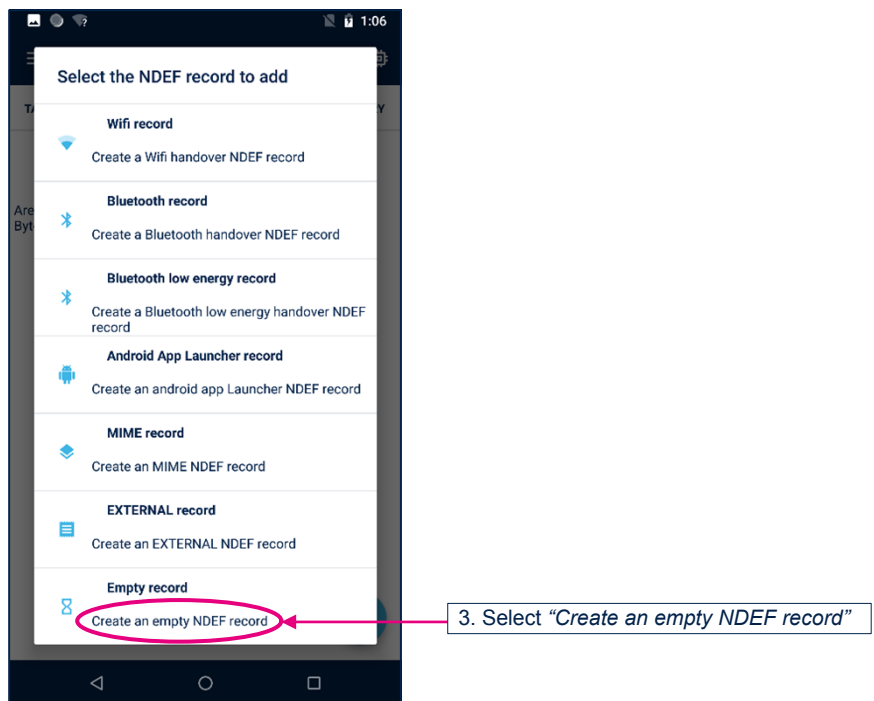 1:06
Select the NDEF record to add
TA
Y
Wifi record
Create a Wifi handover NDEF record
Bluetooth record
Are
Byt
Create a Bluetooth handover NDEF record
Bluetooth low energy record
Create a Bluetooth low energy handover NDEF
record
Android App Launcher record
Create an android app Launcher NDEF record
MIME record
Create an MIME NDEF record
EXTERNAL record
Create an EXTERNAL NDEF record
Empty record
Create an empty NDEF record
3. Select “Create an empty NDEF record”